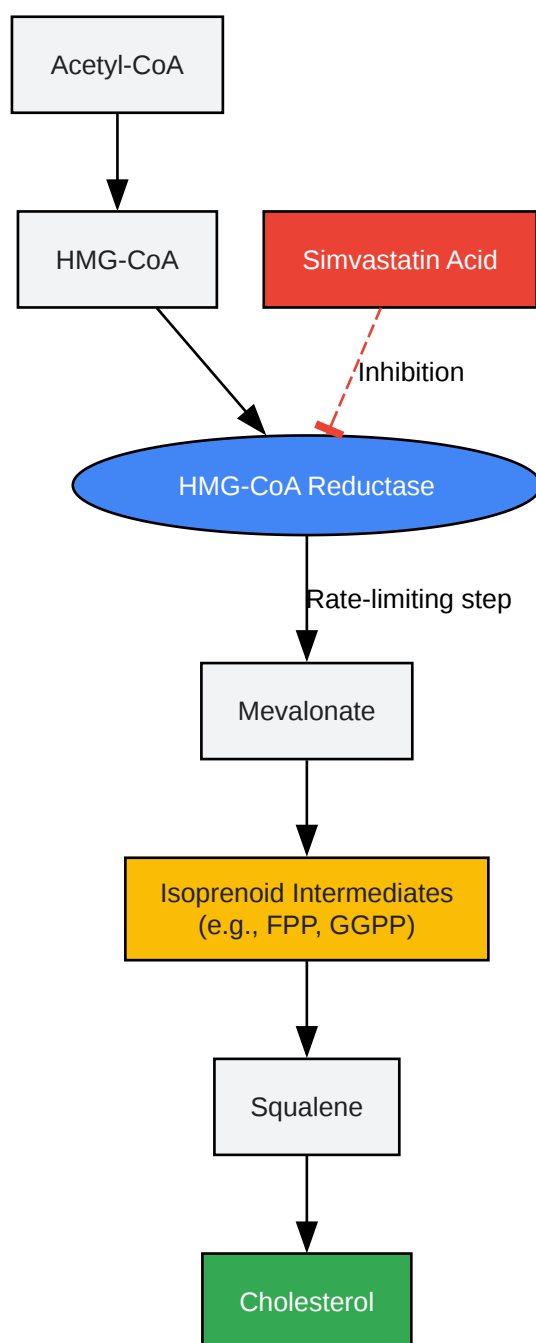 Acetyl-CoA
HMG-CoA
Simvastatin Acid
Inhibition
HMG-CoA Reductase
Rate-limiting step
Mevalonate
Isoprenoid Intermediates
(e.g., FPP, GGPP)
Squalene
Cholesterol